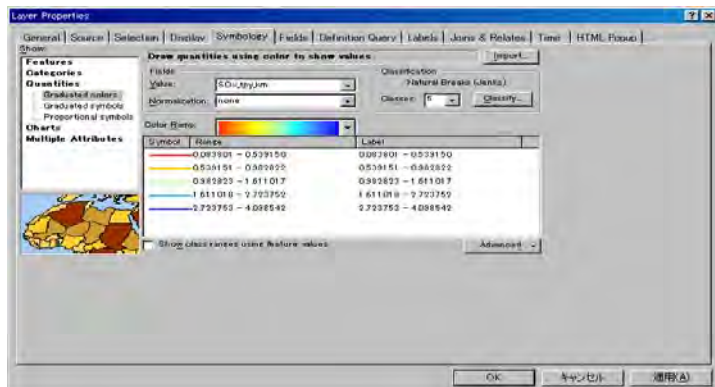 Layer Properties
General Source Selection Display Symbology Fields Definition Query Labels Joins & Relates Time HTML Popup
Show:
Features
Categories
Quantities
Graduated colors
Graduated symbols
Proportional symbols
Charts
Multiple Attributes
Draw quantities using color to show values
Import...
Fields
Value:
Normalization: none
Classification
Natural Breaks (Jenks)
Classes: 5
Classify...
Color Ramp:
Symbol Range Label
0.083901 - 0.539150 0.083901 - 0.539150
0.539151 - 0.982822 0.539151 - 0.982822
0.982823 - 1.611017 0.982823 - 1.611017
1.611018 - 2.723752 1.611018 - 2.723752
2.723753 - 4.098542 2.723753 - 4.098542
Show class ranges using feature values
Advanced
OK キャンセル 適用(A)